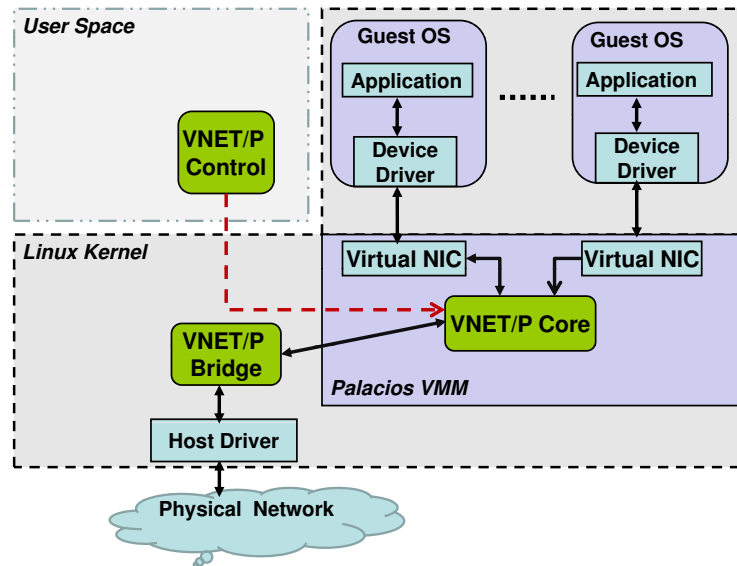 User Space
Guest OS
Guest OS
Application
Application
VNET/P
Control
Device
Driver
Device
Driver
Linux Kernel
Virtual NIC
Virtual NIC
VNET/P Core
VNET/P
Bridge
Palacios VMM
Host Driver
Physical Network